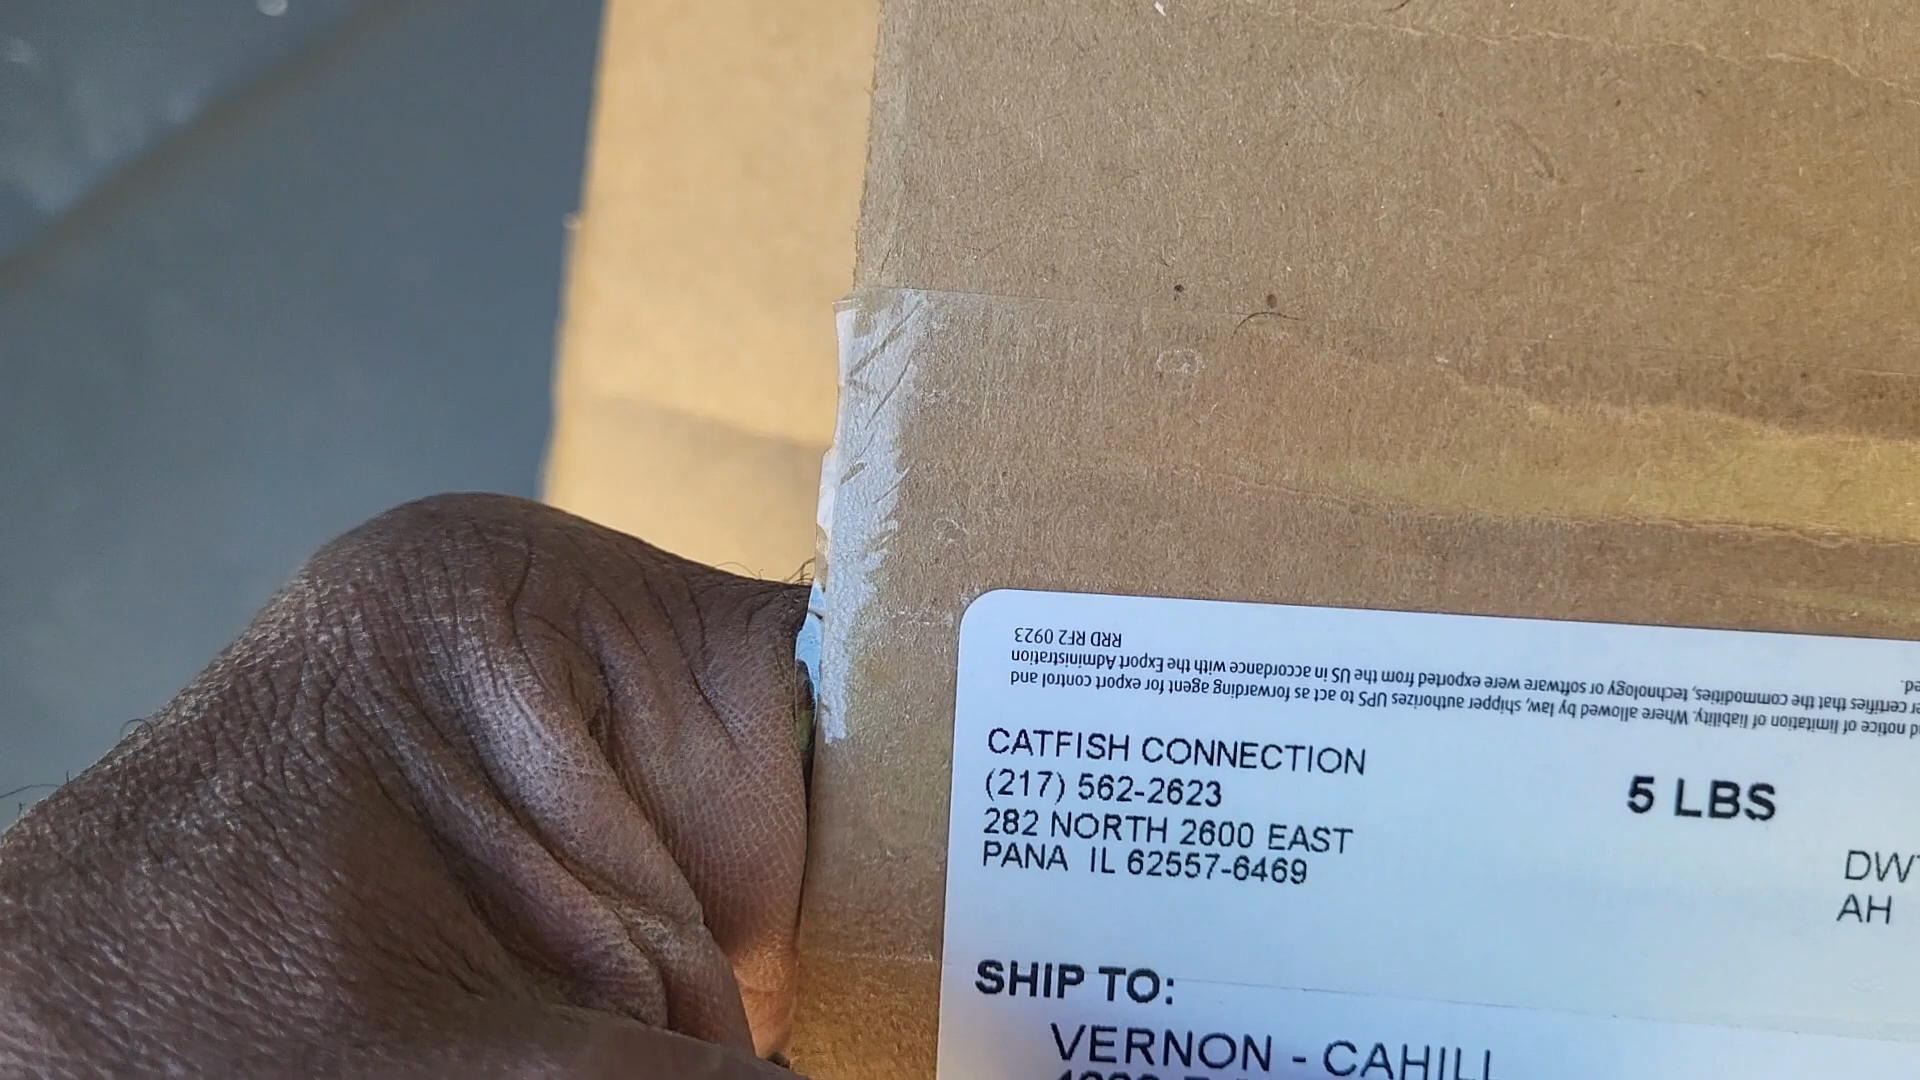 RRD RF2 0923
certifies that the commodities, technology or software were exported from the US in accordance with the Export Administration
notice of limitation of liability. Where allowed by law, shipper authorizes UPS to act as forwarding agent for export control and
CATFISH CONNECTION
(217) 562-2623
282 NORTH 2600 EAST
PANA IL 62557-6469
5 LBS
AH
SHIP TO:
VERNON - CAHILL